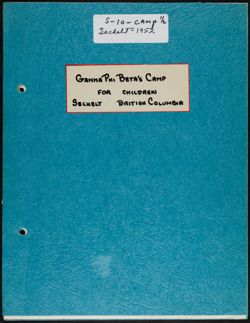 S-10-CAMP ½
Sechelt-1952
GAMMA PHI BETA'S CAMP
FOR CHILDREN
SECHELT BRITISH COLUMBIA